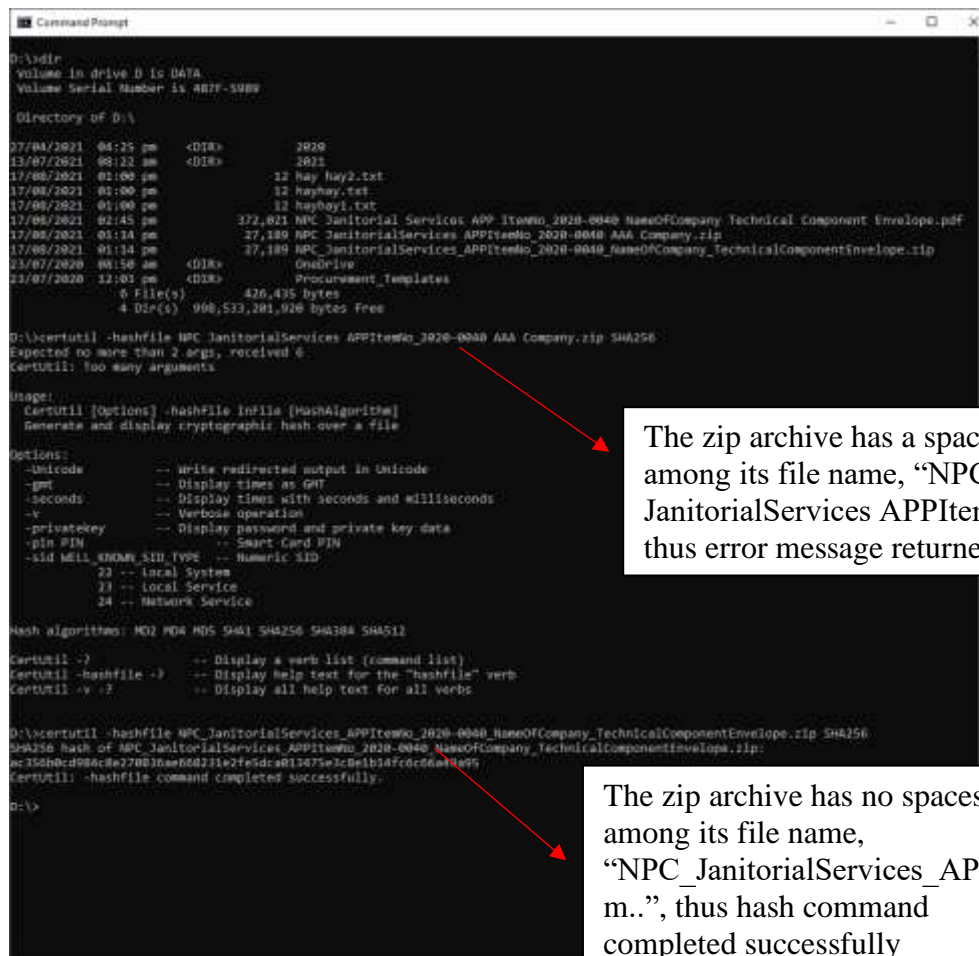 Command Prompt
D:\>dir
Volume in drive D is DATA
Volume Serial Number is
Directory of D:\
27/04/2021 04:25 pm <DIR> 2020
13/07/2021 08:22 am <DIR> 2021
17/08/2021 01:00 pm 12 hay hay2.txt
17/08/2021 01:00 pm 12 hayhay.txt
17/08/2021 01:00 pm 12 hayhay1.txt
17/08/2021 02:45 pm 372,021 NPC Janitorial Services APP ItemNo_2020-0040 NameOfCompany Technical Component Envelope.pdf
17/08/2021 01:14 pm 27,189 NPC JanitorialServices APPItemNo_2020-0040 AAA Company.zip
17/08/2021 01:14 pm 27,189 NPC_JanitorialServices_APPItemNo_2020-0040_NameOfCompany_TechnicalComponentEnvelope.zip
23/07/2020 08:50 am <DIR> OneDrive
23/07/2020 12:03 pm <DIR> Procurement_Templates
6 File(s) 426,435 bytes
4 Dir(s) 998,533,201,920 bytes free
D:\>certutil -hashfile NPC JanitorialServices APPItemNo_2020-0040 AAA Company.zip SHA256
Expected no more than 2 args, received 6
CertUtil: Too many arguments
Usage:
CertUtil [Options] -hashfile InFile [HashAlgorithm]
Generate and display cryptographic hash over a file
Options:
-Unicode -- Write redirected output in Unicode
-gmt -- Display times as GMT
-seconds -- Display times with seconds and milliseconds
-v -- Verbose operation
-privatekey -- Display password and private key data
-pin PIN -- Smart Card PIN
-sid WELL_KNOWN_SID_TYPE -- Numeric SID
22 -- Local System
23 -- Local Service
24 -- Network Service
Hash algorithms: MD2 MD4 MD5 SHA1 SHA256 SHA384 SHA512
CertUtil -? -- Display a verb list (command list)
CertUtil -hashfile -? -- Display help text for the "hashfile" verb
CertUtil -v -? -- Display all help text for all verbs
D:\>certutil -hashfile NPC_JanitorialServices_APPItemNo_2020-0040_NameOfCompany_TechnicalComponentEnvelope.zip SHA256
SHA256 hash of NPC_JanitorialServices_APPItemNo_2020-0040_NameOfCompany_TechnicalComponentEnvelope.zip:
CertUtil: -hashfile command completed successfully.
D:\>
The zip archive has a spac
among its file name, “NPC
JanitorialServices APPIter
thus error message returne
The zip archive has no spaces
among its file name,
“NPC_JanitorialServices_AP
m..”, thus hash command
completed successfully